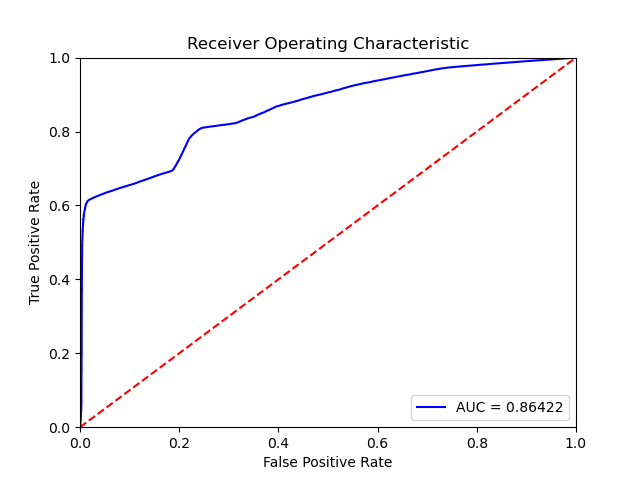 Receiver Operating Characteristic
1.0
0.8
0.6
0.4
0.2
0.0
True Positive Rate
AUC = 0.86422
0.0 0.2 0.4 0.6 0.8 1.0
False Positive Rate